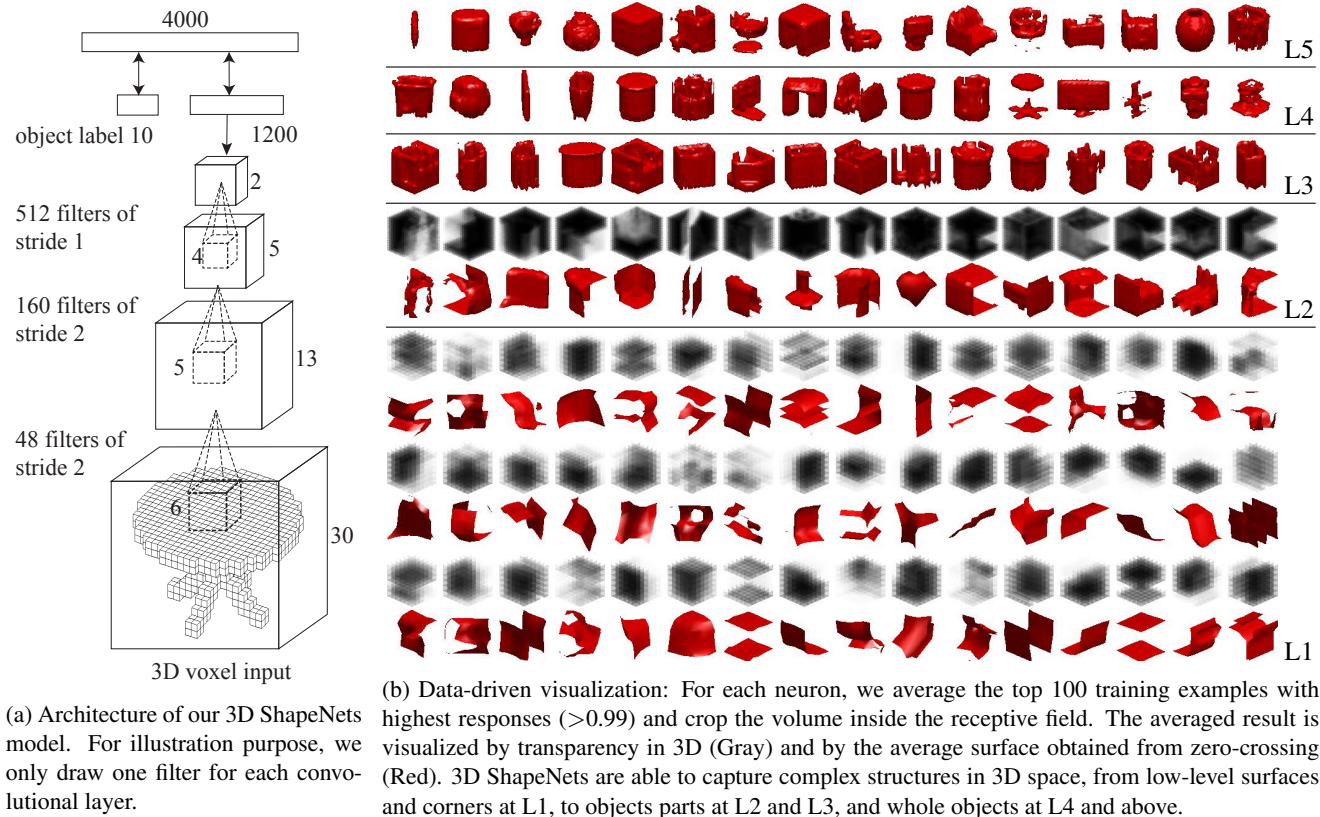 4000
object label 10
1200
2
512 filters of
stride 1
4
5
160 filters of
stride 2
5
13
48 filters of
stride 2
6
30
3D voxel input
(a) Architecture of our 3D ShapeNets
model. For illustration purpose, we
only draw one filter for each convo-
lutional layer.
L5
L4
L3
L2
L1
(b) Data-driven visualization: For each neuron, we average the top 100 training examples with
highest responses (>0.99) and crop the volume inside the receptive field. The averaged result is
visualized by transparency in 3D (Gray) and by the average surface obtained from zero-crossing
(Red). 3D ShapeNets are able to capture complex structures in 3D space, from low-level surfaces
and corners at L1, to objects parts at L2 and L3, and whole objects at L4 and above.